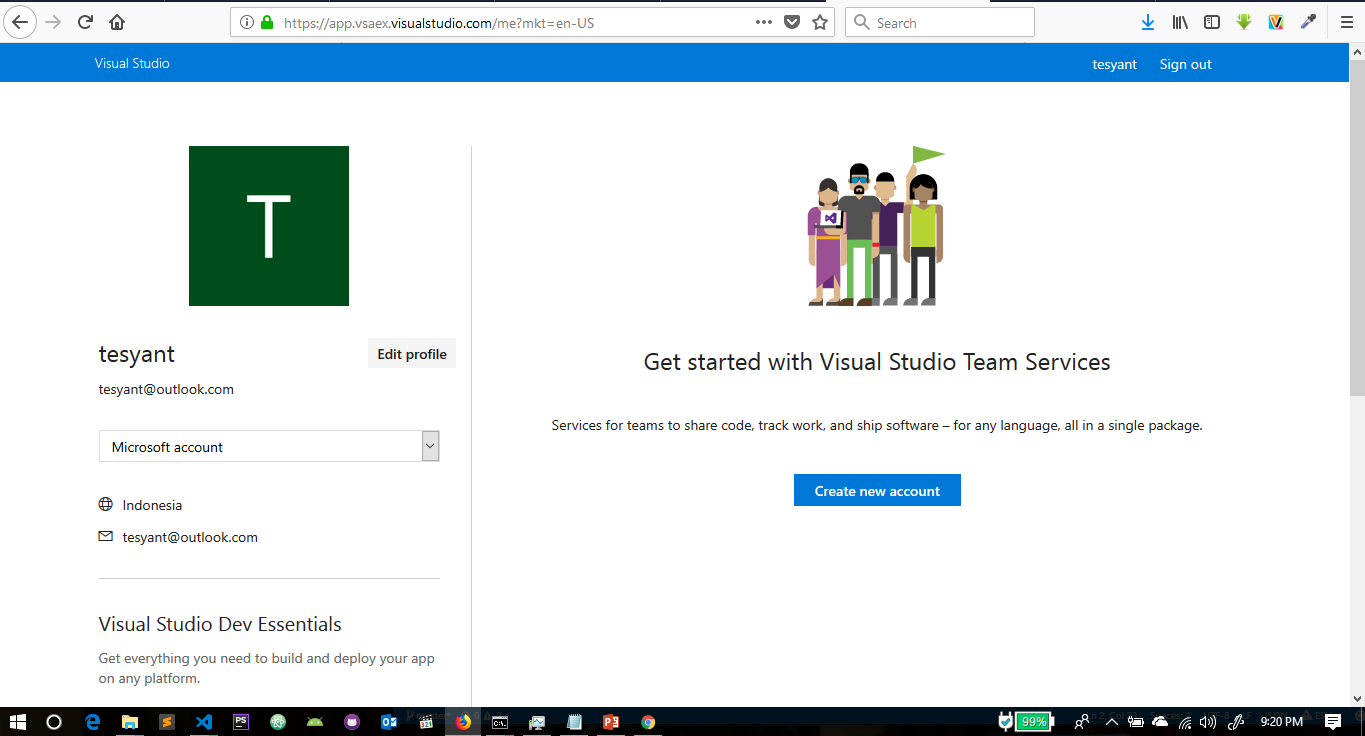 https://app.vsaex.visualstudio.com/me?mkt=en-US
Search
Visual Studio
tesyant
Sign out
T
tesyant
Edit profile
tesyant@outlook.com
Microsoft account
Indonesia
tesyant@outlook.com
Visual Studio Dev Essentials
Get everything you need to build and deploy your app
on any platform.
Get started with Visual Studio Team Services
Services for teams to share code, track work, and ship software – for any language, all in a single package.
Create new account
99%
9:20 PM